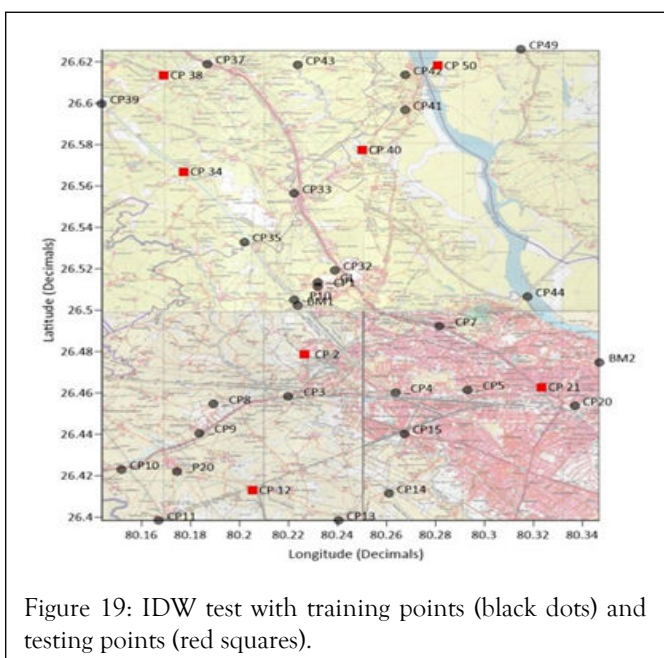 CP49
26.62
CP37
CP43
CP 38
CP42
CP 50
26.6
CP39
CP41
26.58
CP 40
CP 34
26.56
CP33
26.54
CP35
26.52
CP32
CP1
P10
CP44
26.5
BM1
CP7
26.48
CP 2
BM2
26.46
CP3
CP4
CP5
CP 21
CP8
CP20
26.44
CP9
CP15
CP10
P20
26.42
CP 12
CP14
26.4
CP11
CP13
80.16 80.18 80.2 80.22 80.24 80.26 80.28 80.3 80.32 80.34
Latitude (Decimals)
Longitude (Decimals)
Figure 19: IDW test with training points (black dots) and
testing points (red squares).